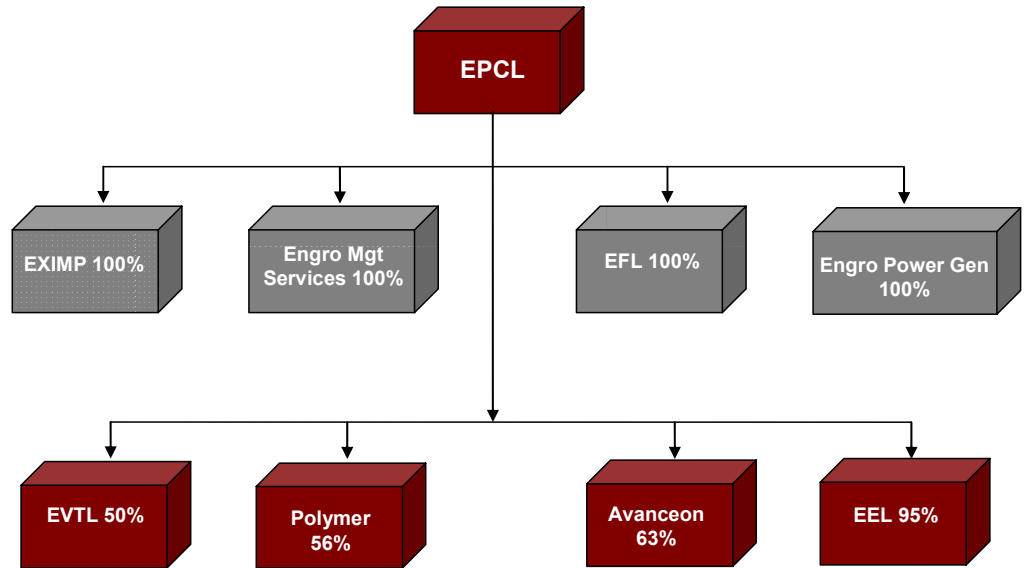 EPCL
EXIMP 100%
Engro Mgt
Services 100%
EFL 100%
Engro Power Gen
100%
EVTL 50%
Polymer
56%
Avanceon
63%
EEL 95%